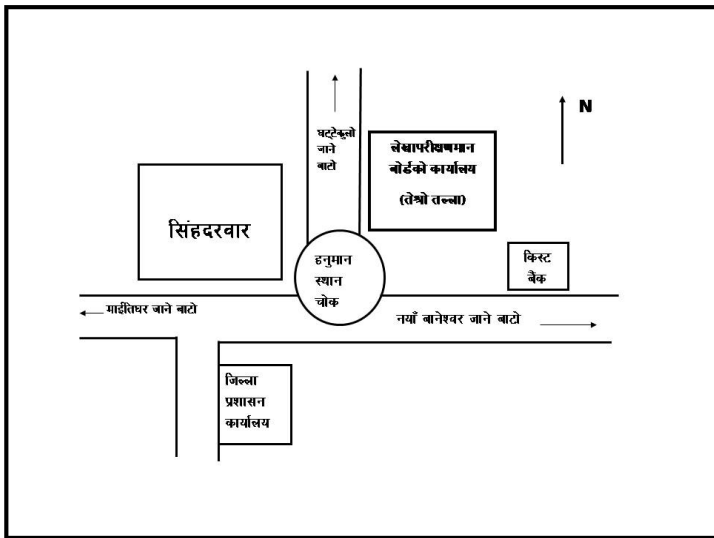 घट्टेकुलो
जाने
बाटो
लेखापरीक्षणमान
बोर्डको कार्यालय
(तेश्रो तल्ला)
N
सिंहदरवार
हनुमान
स्थान
चोक
किस्ट
बैंक
माईतिघर जाने बाटो
नयाँ बानेश्वर जाने बाटो
जिल्ला
प्रशासन
कार्यालय